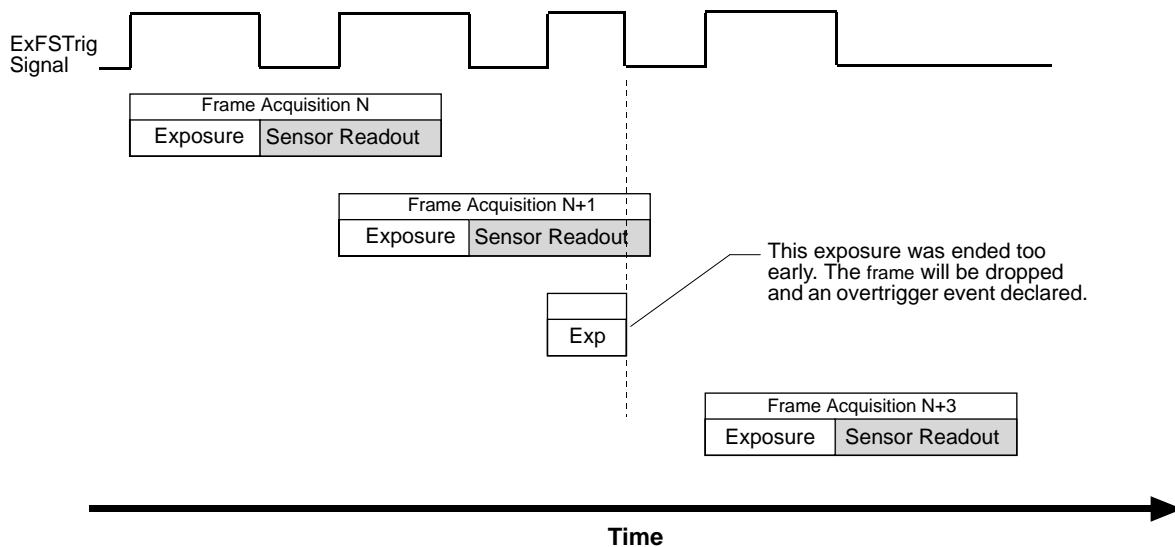 ExFSTrig
Signal
Frame Acquisition N
Exposure
Sensor Readout
Frame Acquisition N+1
Exposure
Sensor Readout
This exposure was ended too
early. The frame will be dropped
and an overtrigger event declared.
Exp
Frame Acquisition N+3
Exposure
Sensor Readout
Time